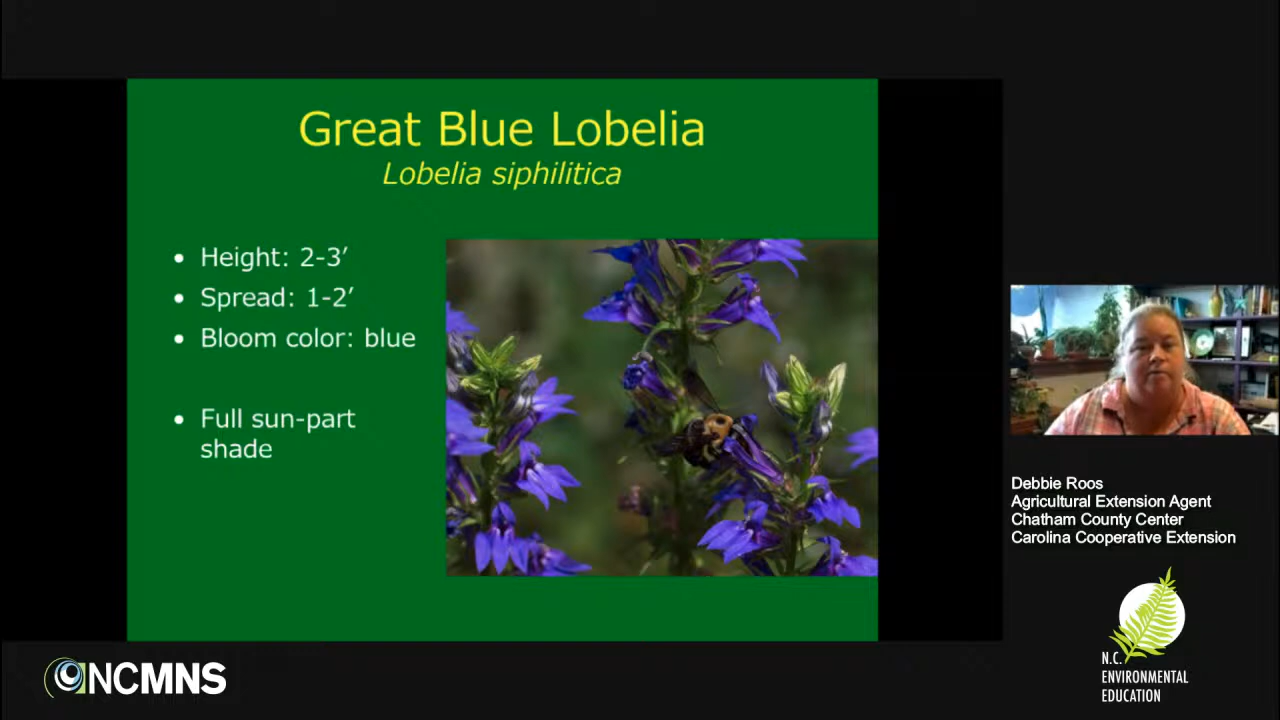 Great Blue Lobelia
Lobelia siphilitica
• Height: 2-3′
• Spread: 1-2′
• Bloom color: blue
• Full sun-part
shade
Debbie Roos
Agricultural Extension Agent
Chatham County Center
Carolina Cooperative Extension
NCMNS
N.C.
ENVIRONMENTAL
EDUCATION